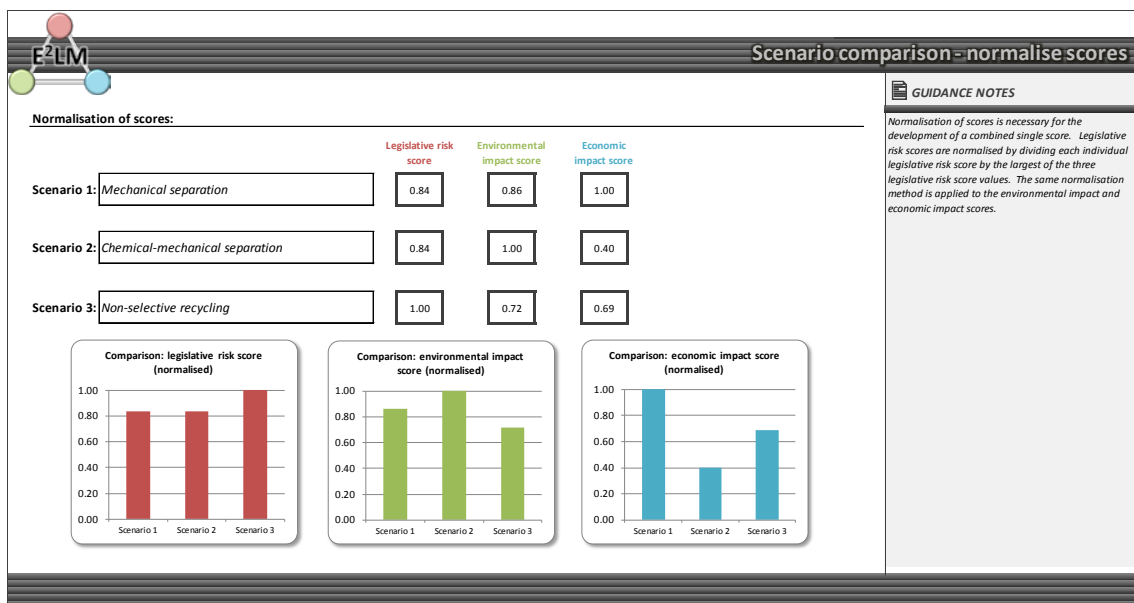 E²LM
Scenario comparison - normalise scores
GUIDANCE NOTES
Normalisation of scores is necessary for the
development of a combined single score. Legislative
risk scores are normalised by dividing each individual
legislative risk score by the largest of the three
legislative risk score values. The same normalisation
method is applied to the environmental impact and
economic impact scores.
Normalisation of scores:
Legislative risk
score
Environmental
impact score
Economic
impact score
Scenario 1: Mechanical separation 0.84 0.86 1.00
Scenario 2: Chemical-mechanical separation 0.84 1.00 0.40
Scenario 3: Non-selective recycling 1.00 0.72 0.69
Comparison: legislative risk score
(normalised)
1.00
0.80
0.60
0.40
0.20
0.00
Scenario 1 Scenario 2 Scenario 3
Comparison: environmental impact
score (normalised)
1.00
0.80
0.60
0.40
0.20
0.00
Scenario 1 Scenario 2 Scenario 3
Comparison: economic impact score
(normalised)
1.00
0.80
0.60
0.40
0.20
0.00
Scenario 1 Scenario 2 Scenario 3